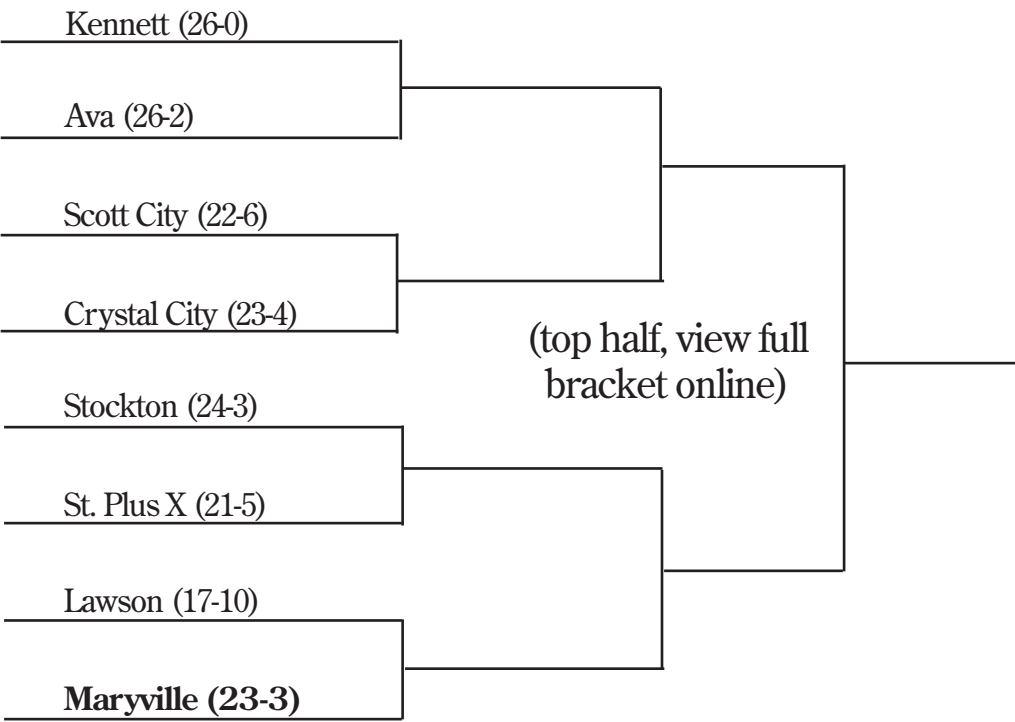 Kennett (26-0)
Ava (26-2)
Scott City (22-6)
Crystal City (23-4)
(top half, view full
bracket online)
Stockton (24-3)
St. Plus X (21-5)
Lawson (17-10)
Maryville (23-3)